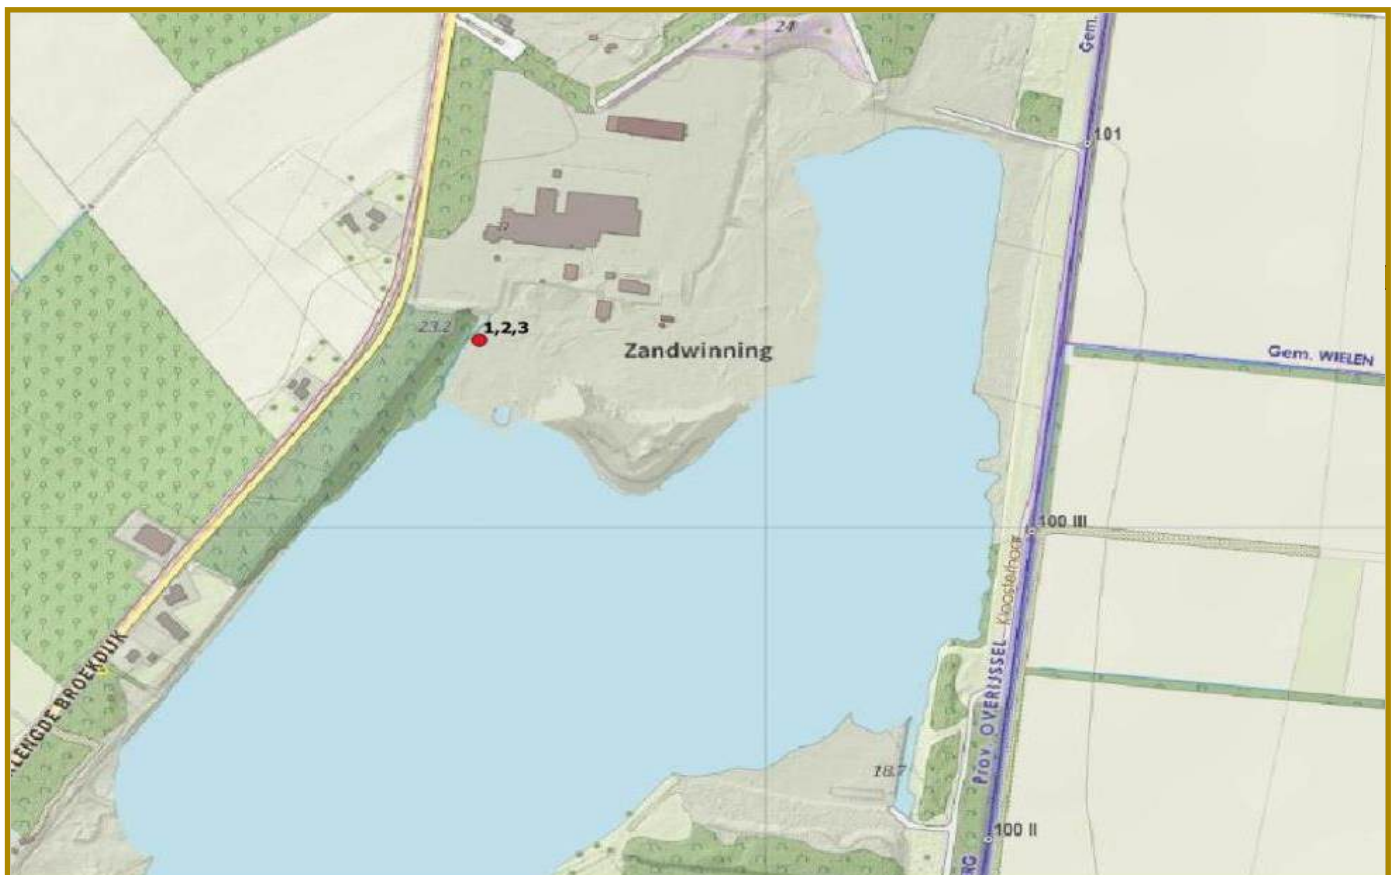 24
Gem.
101
23.2
1,2,3
Zandwinning
Gem. WIELEN
100 III
Kloosterhaar
Prov OVERIJSSEL
LENGDE BROEKDIJK
18.7
100 II
RG